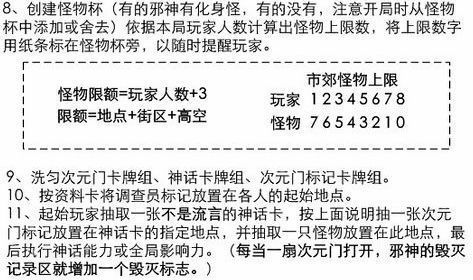 8、创建怪物杯（有的邪神有化身怪，有的没有，注意开局时从怪物
杯中添加或舍去）依据本局玩家人数计算出怪物上限数，将上限数字
用纸条标在怪物杯旁，以随时提醒玩家。
怪物限额=玩家人数+3
限额=地点+街区+高空
市郊怪物上限
玩家 1 2 3 4 5 6 7 8
怪物 7 6 5 4 3 2 1 0
9、洗匀次元门卡牌组、神话卡牌组、次元门标记卡牌组。
10、按资料卡将调查员标记放置在各人的起始地点。
11、起始玩家抽取一张不是流言的神话卡，按上面说明抽一张次元
门标记放置在神话卡的指定地点，并抽取一只怪物放置在此地点，最
后执行神话能力或全局影响力。（每当一扇次元门打开，邪神的毁灭
记录区就增加一个毁灭标志。）